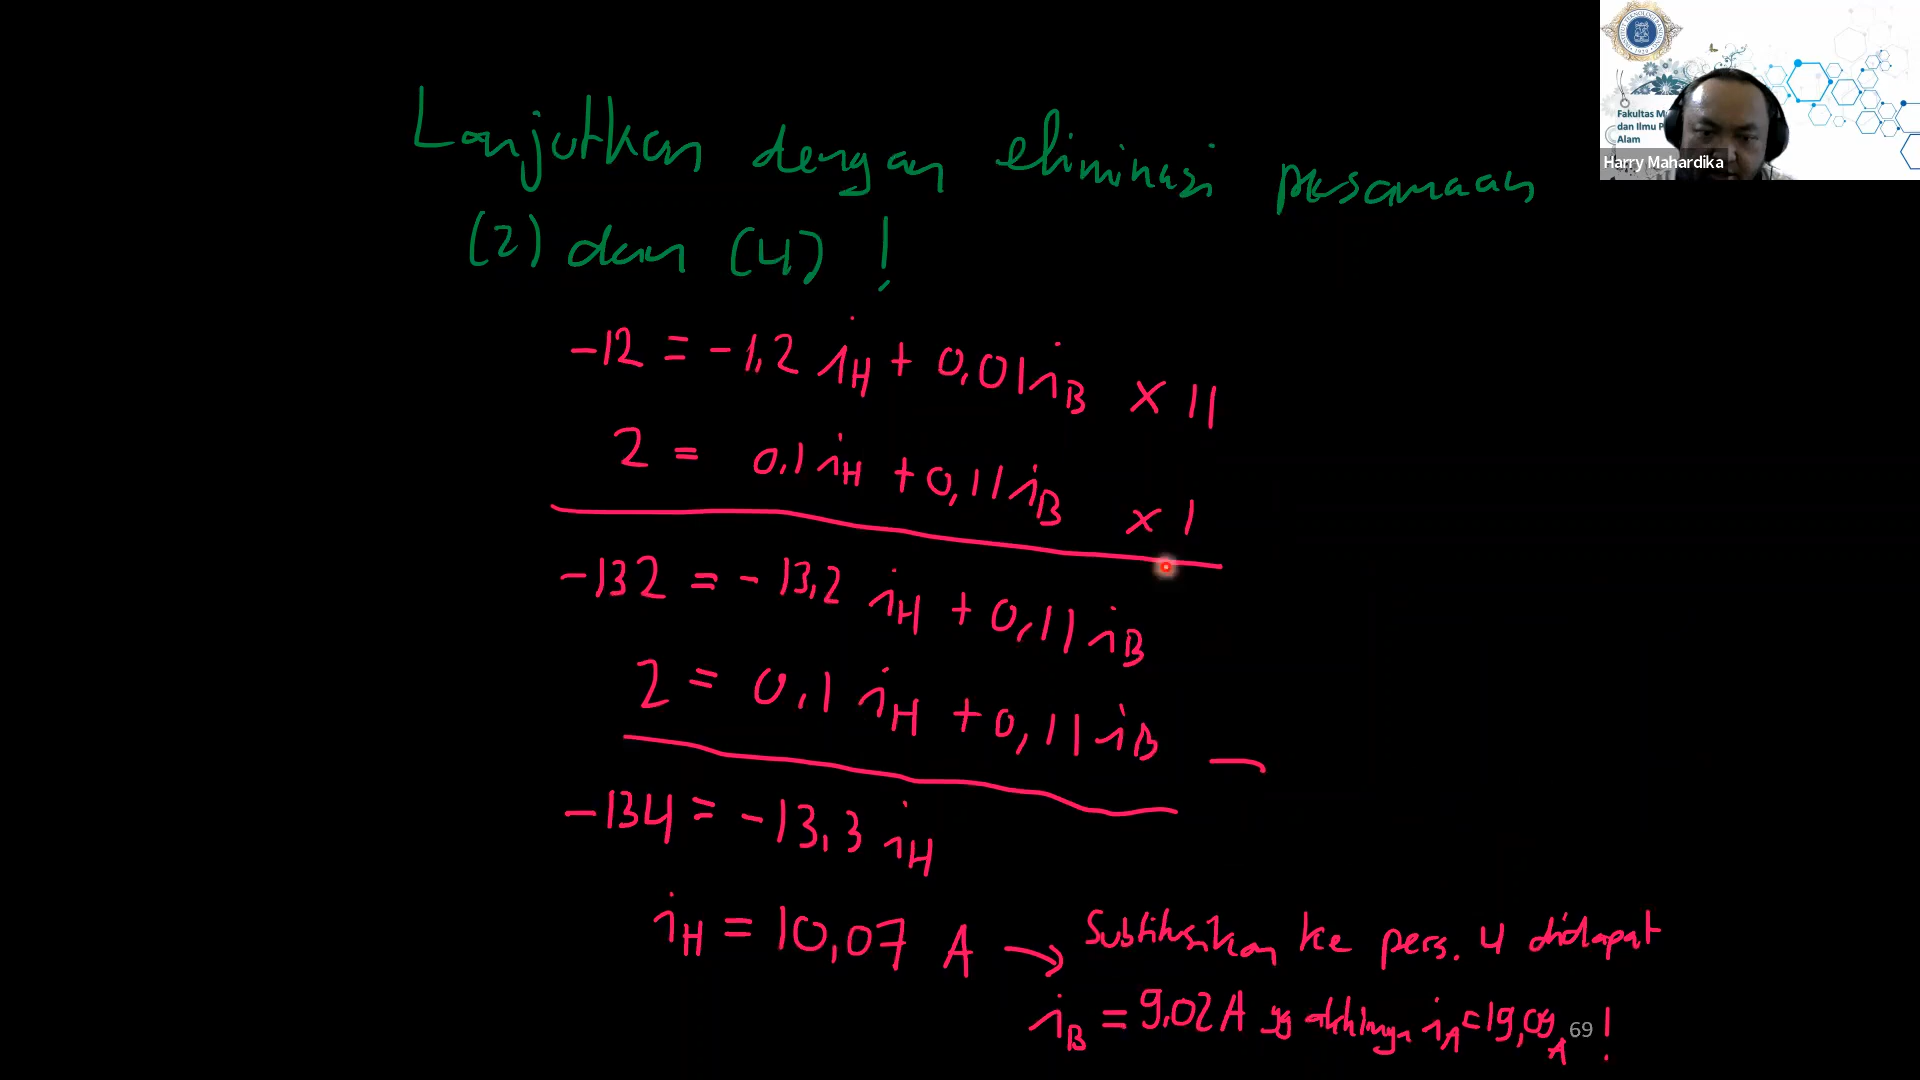 Fakultas M
dan Ilmu P
Alam
Harry Mahardika
Lanjutkan dengan eliminasi persamaan
(2) dan (4) !
-12 = -1,2 iH + 0,01 iB × 11
2 = 0,1 iH + 0,11 iB × 1
-132 = -13,2 iH + 0,11 iB
2 = 0,1 iH + 0,11 iB —
-134 = -13,3 iH
iH = 10,07 A → Subtitusikan ke pers. 4 didapat
iB = 9,02 A yg akhirnya iA = 19,09 A !
69